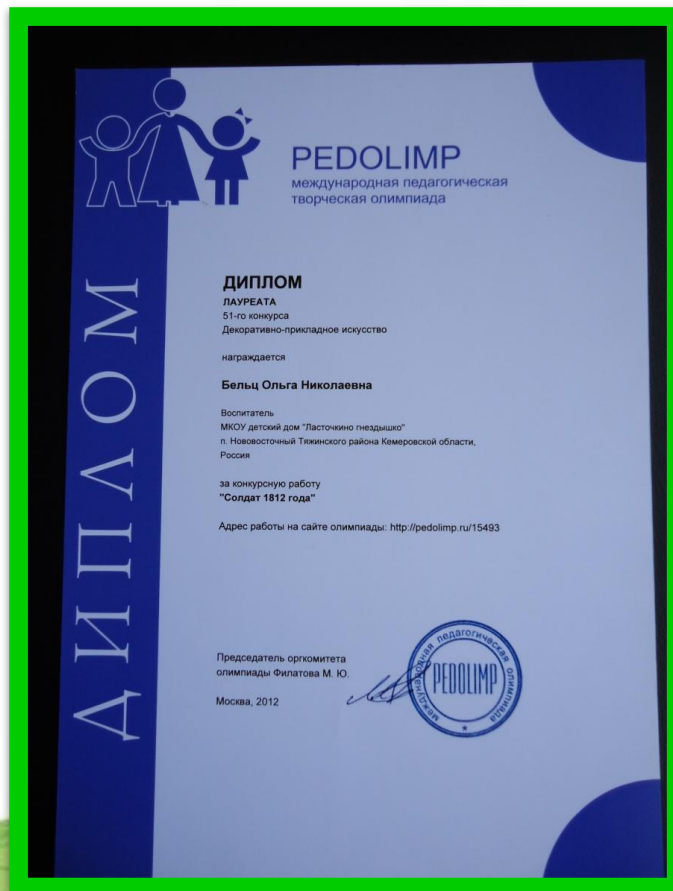 PEDOLIMP
международная педагогическая
творческая олимпиада
ДИПЛОМ
ДИПЛОМ
ЛАУРЕАТА
51-го конкурса
Декоративно-прикладное искусство
награждается
Бельц Ольга Николаевна
Воспитатель
МКОУ детский дом "Ласточкино гнездышко"
п. Нововосточный Тяжинского района Кемеровской области,
Россия
за конкурсную работу
"Солдат 1812 года"
Адрес работы на сайте олимпиады: http://pedolimp.ru/15493
Председатель оргкомитета
олимпиады Филатова М. Ю.
Москва, 2012
международная педагогическая олимпиада
PEDOLIMP